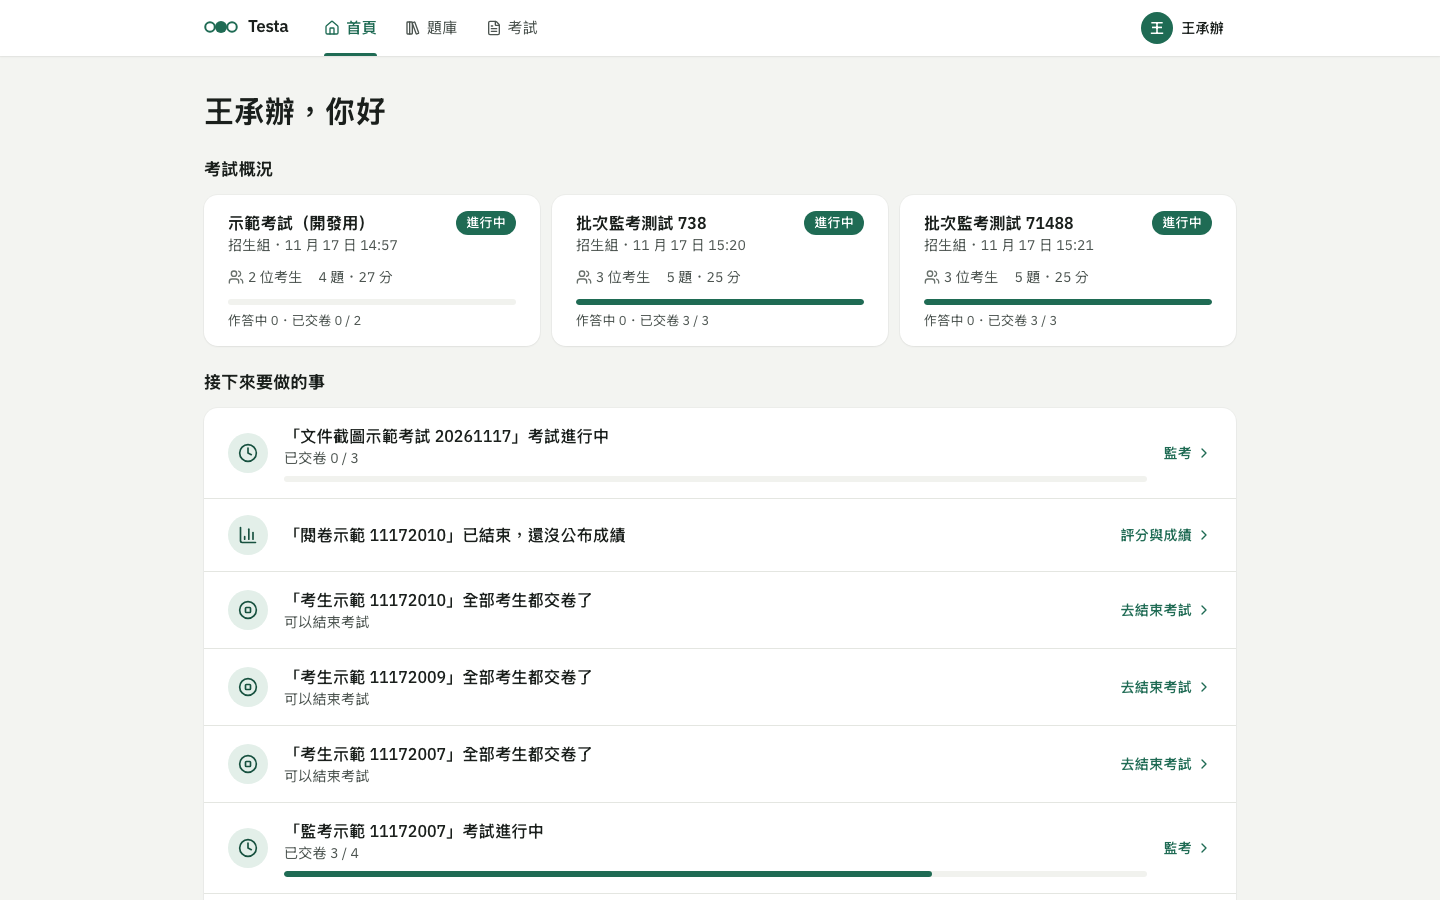 Testa
首頁
題庫
考試
王
王承辦
王承辦，你好
考試概況
示範考試（開發用）
進行中
招生組・11 月 17 日 14:57
2 位考生 4 題・27 分
作答中 0・已交卷 0 / 2
批次監考測試 738
進行中
招生組・11 月 17 日 15:20
3 位考生 5 題・25 分
作答中 0・已交卷 3 / 3
批次監考測試 71488
進行中
招生組・11 月 17 日 15:21
3 位考生 5 題・25 分
作答中 0・已交卷 3 / 3
接下來要做的事
「文件截圖示範考試 20261117」考試進行中
已交卷 0 / 3
監考
「閱卷示範 11172010」已結束，還沒公布成績
評分與成績
「考生示範 11172010」全部考生都交卷了
可以結束考試
去結束考試
「考生示範 11172009」全部考生都交卷了
可以結束考試
去結束考試
「考生示範 11172007」全部考生都交卷了
可以結束考試
去結束考試
「監考示範 11172007」考試進行中
已交卷 3 / 4
監考